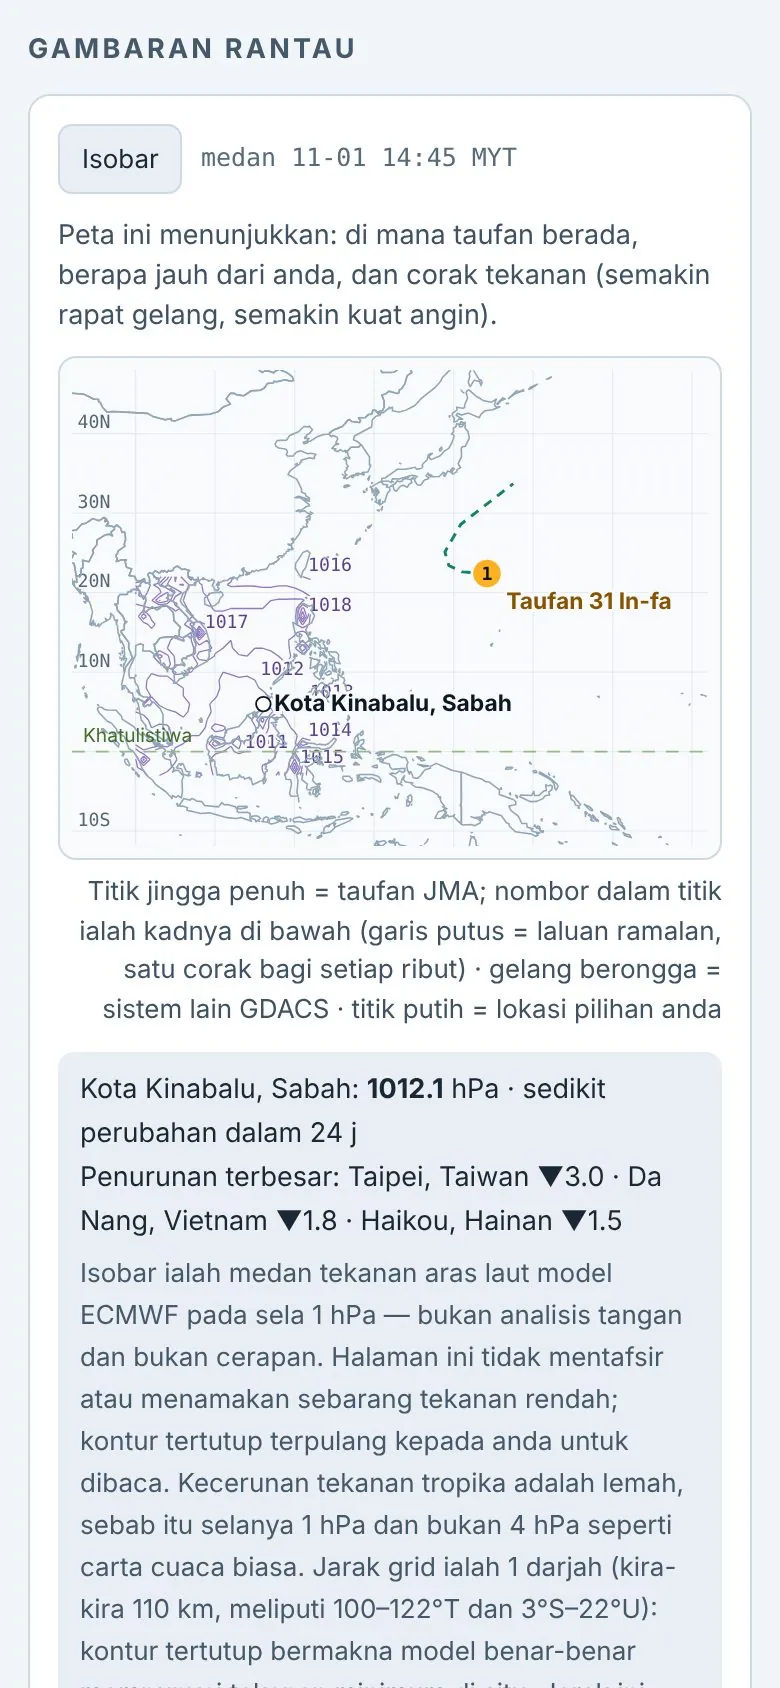 GAMBARAN RANTAU
Isobar
medan 11-01 14:45 MYT
Peta ini menunjukkan: di mana taufan berada,
berapa jauh dari anda, dan corak tekanan (semakin
rapat gelang, semakin kuat angin).
40N
30N
20N
10N
10S
1016
1018
1017
1012
Kota Kinabalu, Sabah
1014
1011
1015
Khatulistiwa
1
Taufan 31 In-fa
Titik jingga penuh = taufan JMA; nombor dalam titik
ialah kadnya di bawah (garis putus = laluan ramalan,
satu corak bagi setiap ribut) · gelang berongga =
sistem lain GDACS · titik putih = lokasi pilihan anda
Kota Kinabalu, Sabah: 1012.1 hPa · sedikit
perubahan dalam 24 j
Penurunan terbesar: Taipei, Taiwan ▼3.0 · Da
Nang, Vietnam ▼1.8 · Haikou, Hainan ▼1.5
Isobar ialah medan tekanan aras laut model
ECMWF pada sela 1 hPa — bukan analisis tangan
dan bukan cerapan. Halaman ini tidak mentafsir
atau menamakan sebarang tekanan rendah;
kontur tertutup terpulang kepada anda untuk
dibaca. Kecerunan tekanan tropika adalah lemah,
sebab itu selanya 1 hPa dan bukan 4 hPa seperti
carta cuaca biasa. Jarak grid ialah 1 darjah (kira-
kira 110 km, meliputi 100–122°T dan 3°S–22°U):
kontur tertutup bermakna model benar-benar